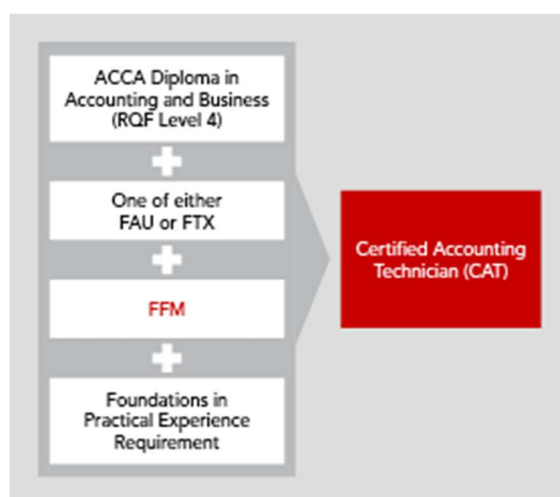 ACCA Diploma in
Accounting and Business
(RQF Level 4)
One of either
FAU or FTX
FFM
Foundations in
Practical Experience
Requirement
Certified Accounting
Technician (CAT)